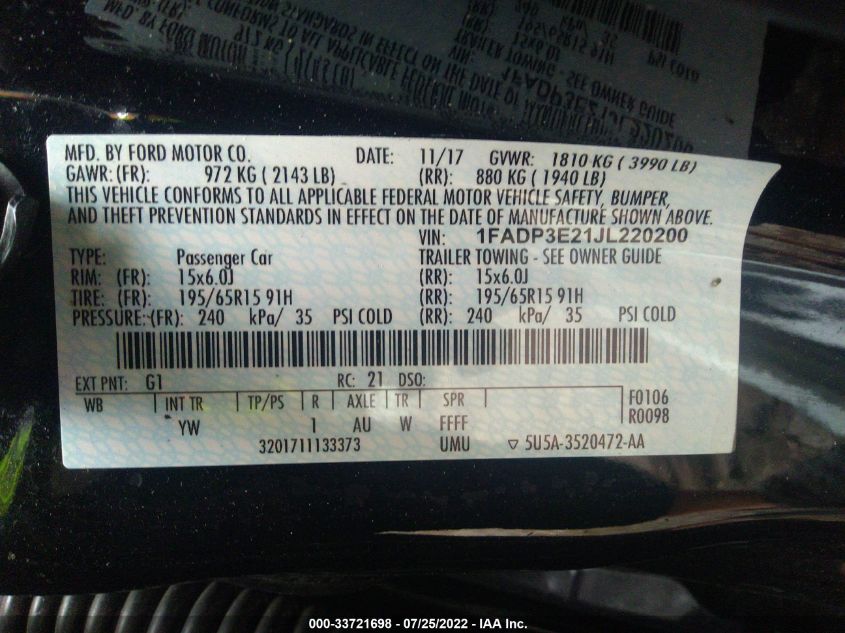 MFD. BY FORD MOTOR CO. DATE: 11/17 GVWR: 1810 KG ( 3990 LB)
GAWR: (FR): 972 KG ( 2143 LB) (RR): 880 KG ( 1940 LB)
THIS VEHICLE CONFORMS TO ALL APPLICABLE FEDERAL MOTOR VEHICLE SAFETY, BUMPER,
AND THEFT PREVENTION STANDARDS IN EFFECT ON THE DATE OF MANUFACTURE SHOWN ABOVE.
VIN: 1FADP3E21JL220200
TYPE: Passenger Car TRAILER TOWING - SEE OWNER GUIDE
RIM: (FR): 15x6.0J (RR): 15x6.0J
TIRE: (FR): 195/65R15 91H (RR): 195/65R15 91H
PRESSURE: (FR): 240 kPa/ 35 PSI COLD (RR): 240 kPa/ 35 PSI COLD
EXT PNT: G1 RC: 21 DSO:
WB INT TR TP/PS R AXLE TR SPR F0106
YW 1 AU W FFFF R0098
3201711133373 UMU ▽ 5U5A-3520472-AA
000-33721698 - 07/25/2022 - IAA Inc.